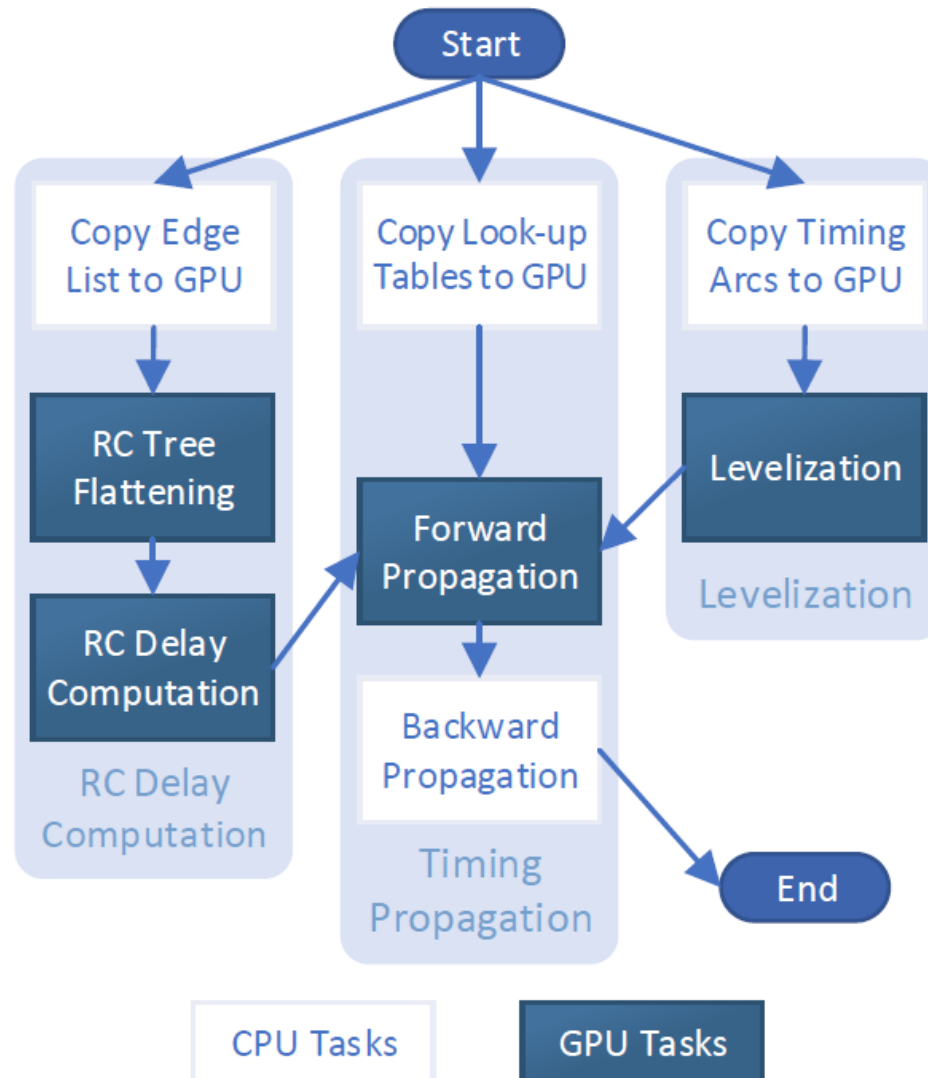 Start
Copy Edge
List to GPU
RC Tree
Flattening
RC Delay
Computation
RC Delay
Computation
Copy Look-up
Tables to GPU
Forward
Propagation
Backward
Propagation
Timing
Propagation
Copy Timing
Arcs to GPU
Levelization
Levelization
End
CPU Tasks
GPU Tasks